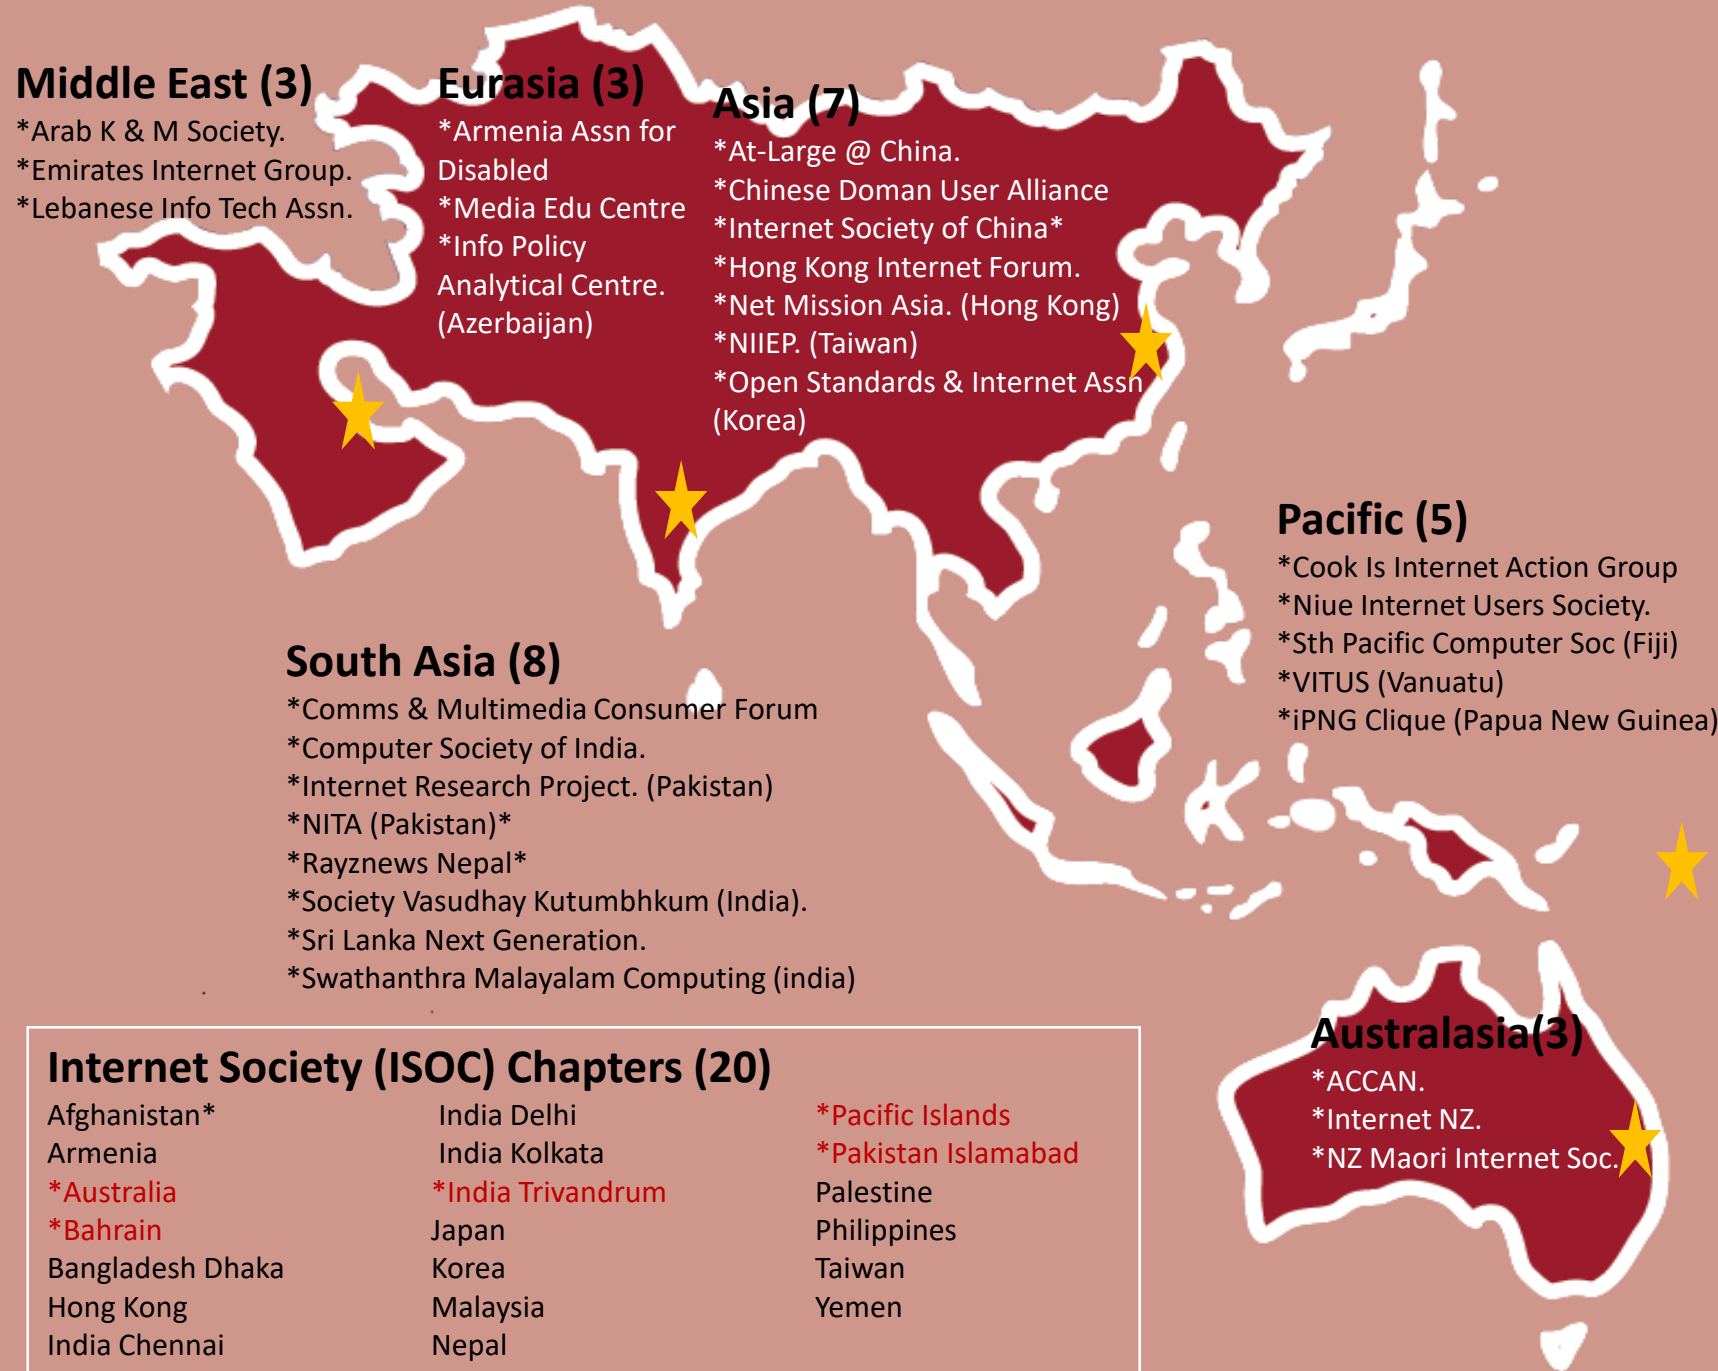 Middle East (3)
*Arab K & M Society.
*Emirates Internet Group.
*Lebanese Info Tech Assn.
Eurasia (3)
*Armenia Assn for
Disabled
*Media Edu Centre
*Info Policy
Analytical Centre.
(Azerbaijan)
Asia (7)
*At-Large @ China.
*Chinese Doman User Alliance
*Internet Society of China*
*Hong Kong Internet Forum.
*Net Mission Asia. (Hong Kong)
*NIIEP. (Taiwan)
*Open Standards & Internet Assn
(Korea)
Pacific (5)
*Cook Is Internet Action Group
*Niue Internet Users Society.
*Sth Pacific Computer Soc (Fiji)
*VITUS (Vanuatu)
*iPNG Clique (Papua New Guinea)
South Asia (8)
*Comms & Multimedia Consumer Forum
*Computer Society of India.
*Internet Research Project. (Pakistan)
*NITA (Pakistan)*
*Rayznews Nepal*
*Society Vasudhay Kutumbhkum (India).
*Sri Lanka Next Generation.
*Swathanthra Malayalam Computing (india)
Australasia(3)
*ACCAN.
*Internet NZ.
*NZ Maori Internet Soc.
Internet Society (ISOC) Chapters (20)
Afghanistan*
Armenia
*Australia
*Bahrain
Bangladesh Dhaka
Hong Kong
India Chennai
India Delhi
India Kolkata
*India Trivandrum
Japan
Korea
Malaysia
Nepal
*Pacific Islands
*Pakistan Islamabad
Palestine
Philippines
Taiwan
Yemen